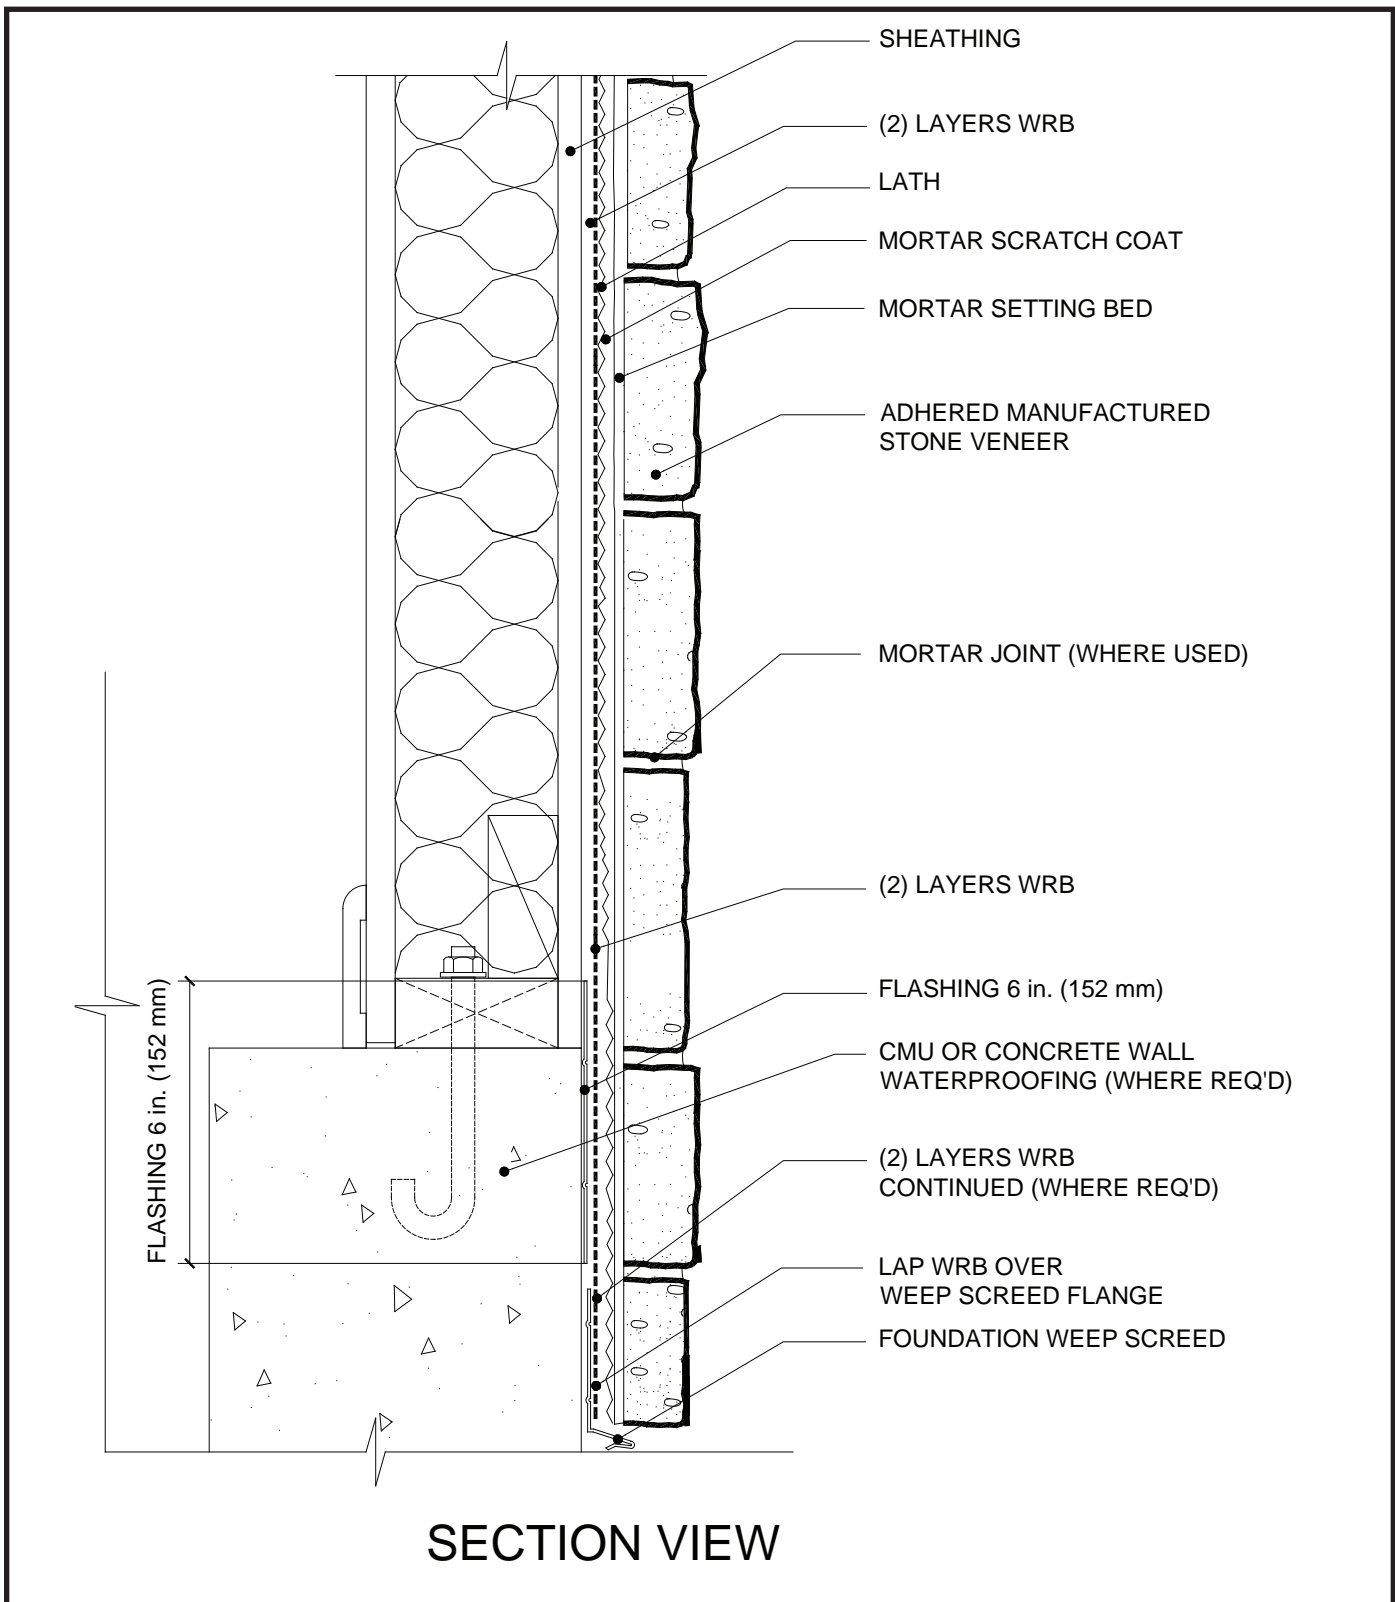 SHEATHING
(2) LAYERS WRB
LATH
MORTAR SCRATCH COAT
MORTAR SETTING BED
ADHERED MANUFACTURED
STONE VENEER
MORTAR JOINT (WHERE USED)
(2) LAYERS WRB
FLASHING 6 in. (152 mm)
FLASHING 6 in. (152 mm)
CMU OR CONCRETE WALL
WATERPROOFING (WHERE REQ'D)
(2) LAYERS WRB
CONTINUED (WHERE REQ'D)
LAP WRB OVER
WEEP SCREED FLANGE
FOUNDATION WEEP SCREED
SECTION VIEW